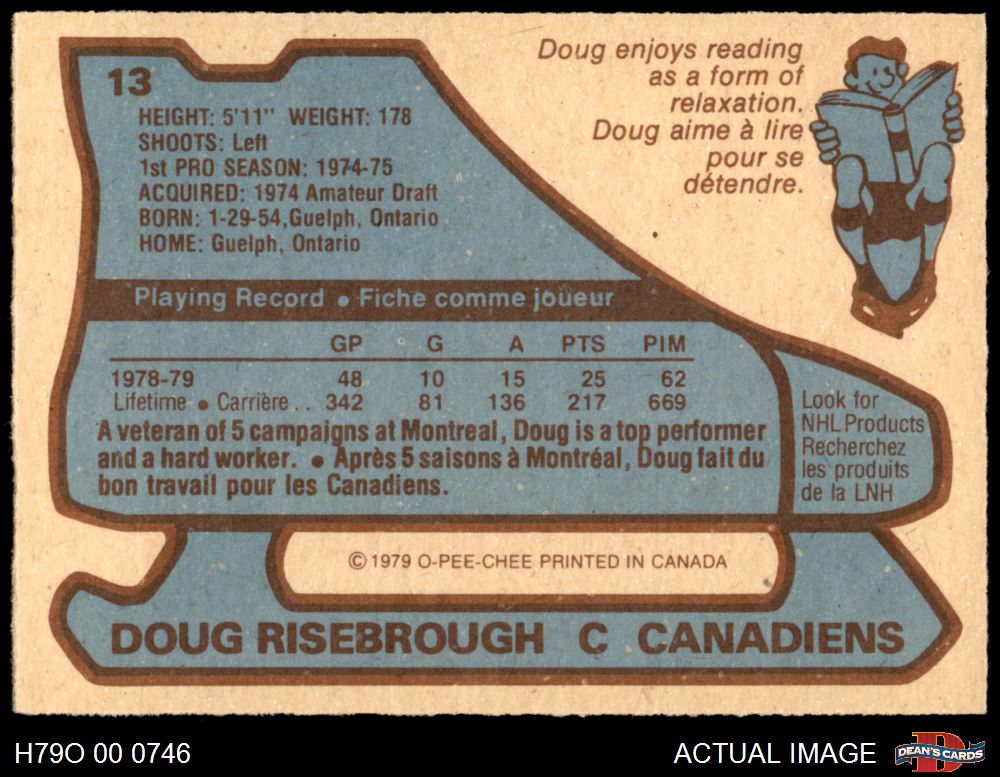 13
HEIGHT: 5'11" WEIGHT: 178
SHOOTS: Left
1st PRO SEASON: 1974-75
ACQUIRED: 1974 Amateur Draft
BORN: 1-29-54, Guelph, Ontario
HOME: Guelph, Ontario
Doug enjoys reading
as a form of
relaxation.
Doug aime à lire
pour se
détendre.
Playing Record • Fiche comme joueur
GP G A PTS PIM
1978-79 48 10 15 25 62
Lifetime • Carrière . . 342 81 136 217 669
A veteran of 5 campaigns at Montreal, Doug is a top performer
and a hard worker. • Après 5 saisons à Montréal, Doug fait du
bon travail pour les Canadiens.
Look for
NHL Products
Recherchez
les produits
de la LNH
© 1979 O-PEE-CHEE PRINTED IN CANADA
DOUG RISEBROUGH C CANADIENS
H79O 00 0746
ACTUAL IMAGE
DEAN'S CARDS